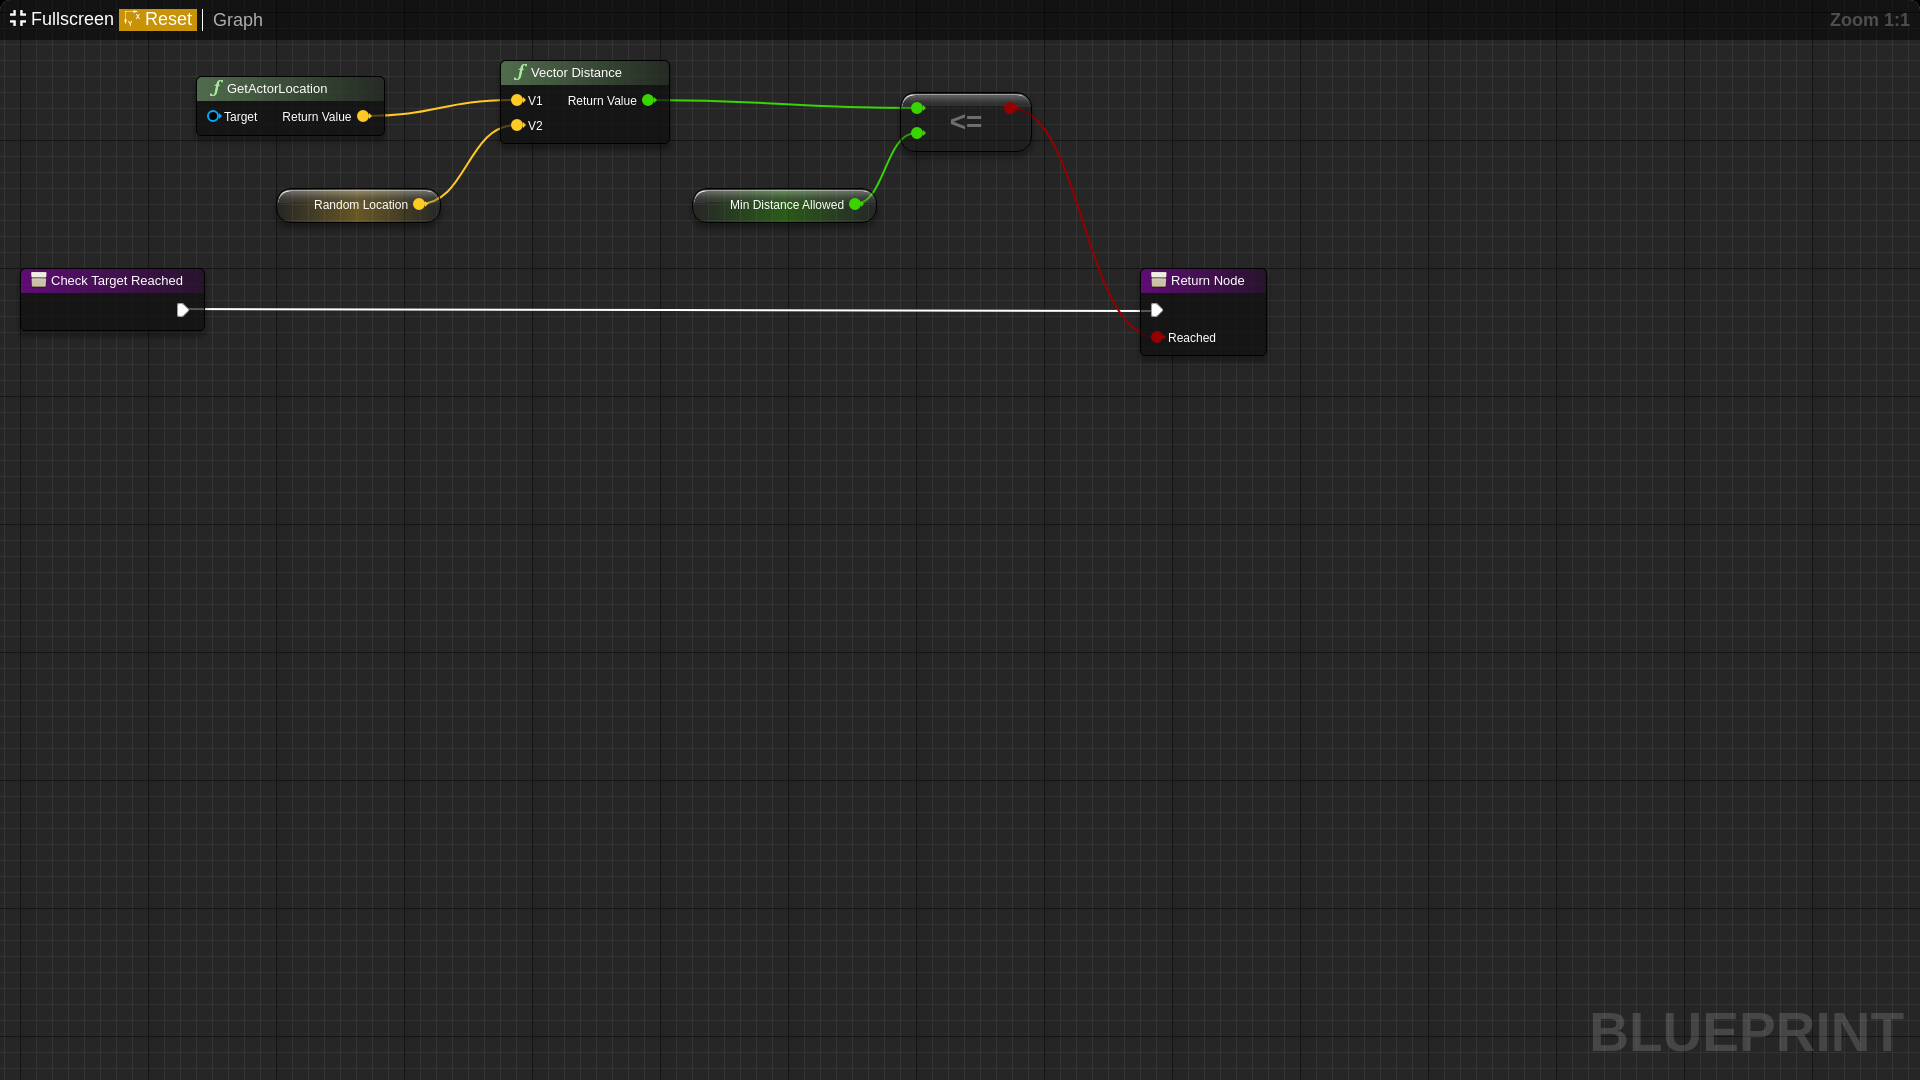 Fullscreen Reset Graph Zoom 1:1
GetActorLocation
Target Return Value
Vector Distance
V1 Return Value
V2
<=
Random Location
Min Distance Allowed
Check Target Reached
Return Node
Reached
BLUEPRINT